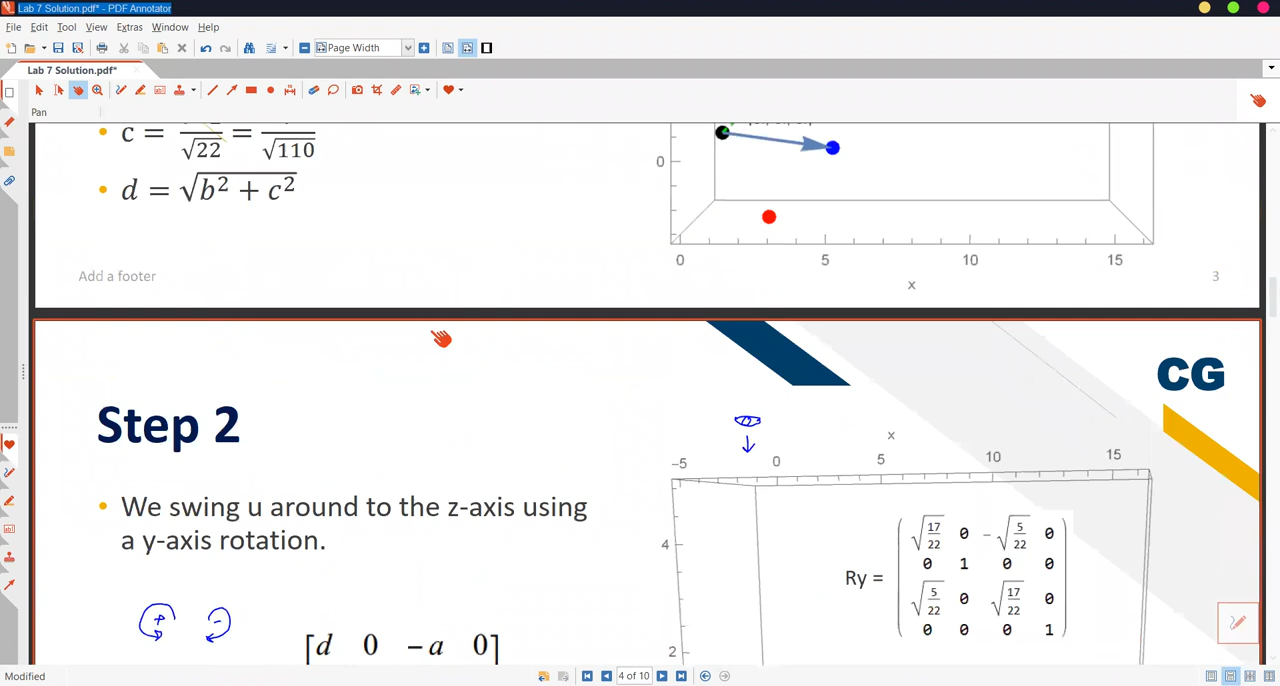 Lab 7 Solution.pdf* - PDF Annotator
File Edit Tool View Extras Window Help
Page Width
Lab 7 Solution.pdf*
Pan
• c = /√22 = /√110
• d = √b² + c²
Add a footer
0
0 5 10 15
x
3
CG
Step 2
• We swing u around to the z-axis using
a y-axis rotation.
+ -
[d 0 -a 0]
x
-5 0 5 10 15
4
2
Ry =
√17/22 0 -√5/22 0
0 1 0 0
√5/22 0 √17/22 0
0 0 0 1
Modified
4 of 10